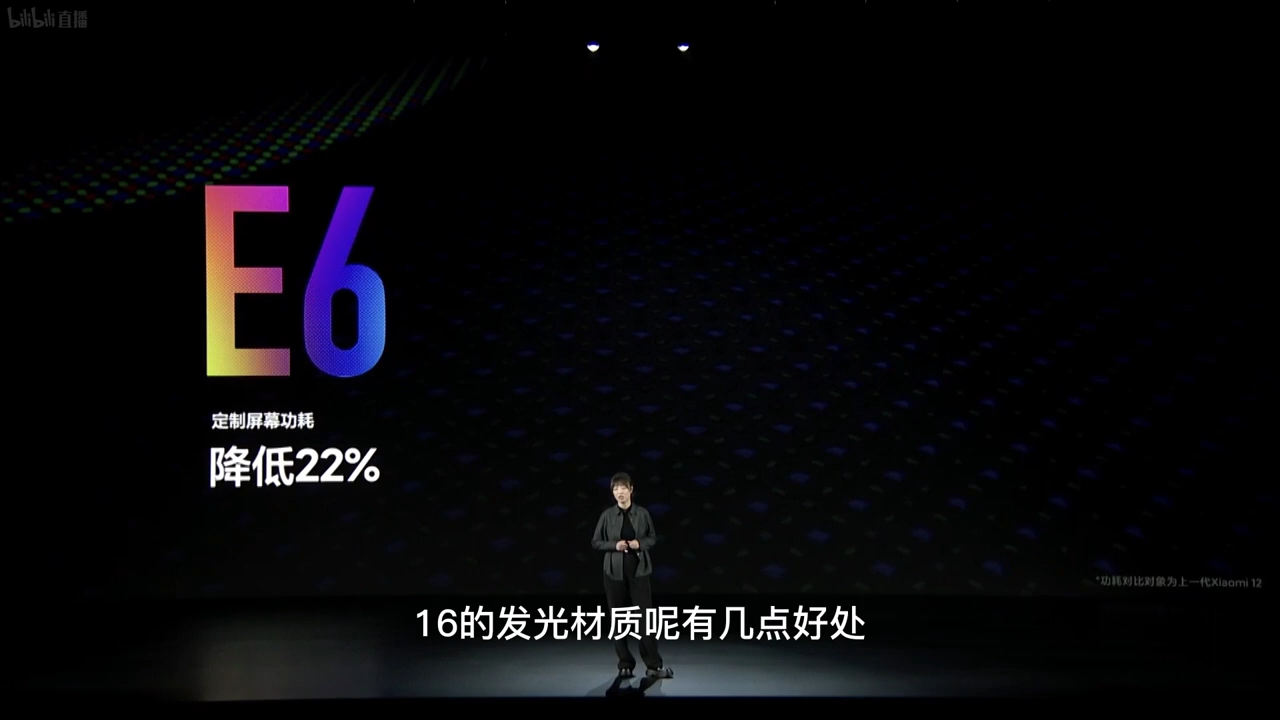 bilibili直播
E6
定制屏幕功耗
降低22%
*功耗对比对象为上一代Xiaomi 12
16的发光材质呢有几点好处